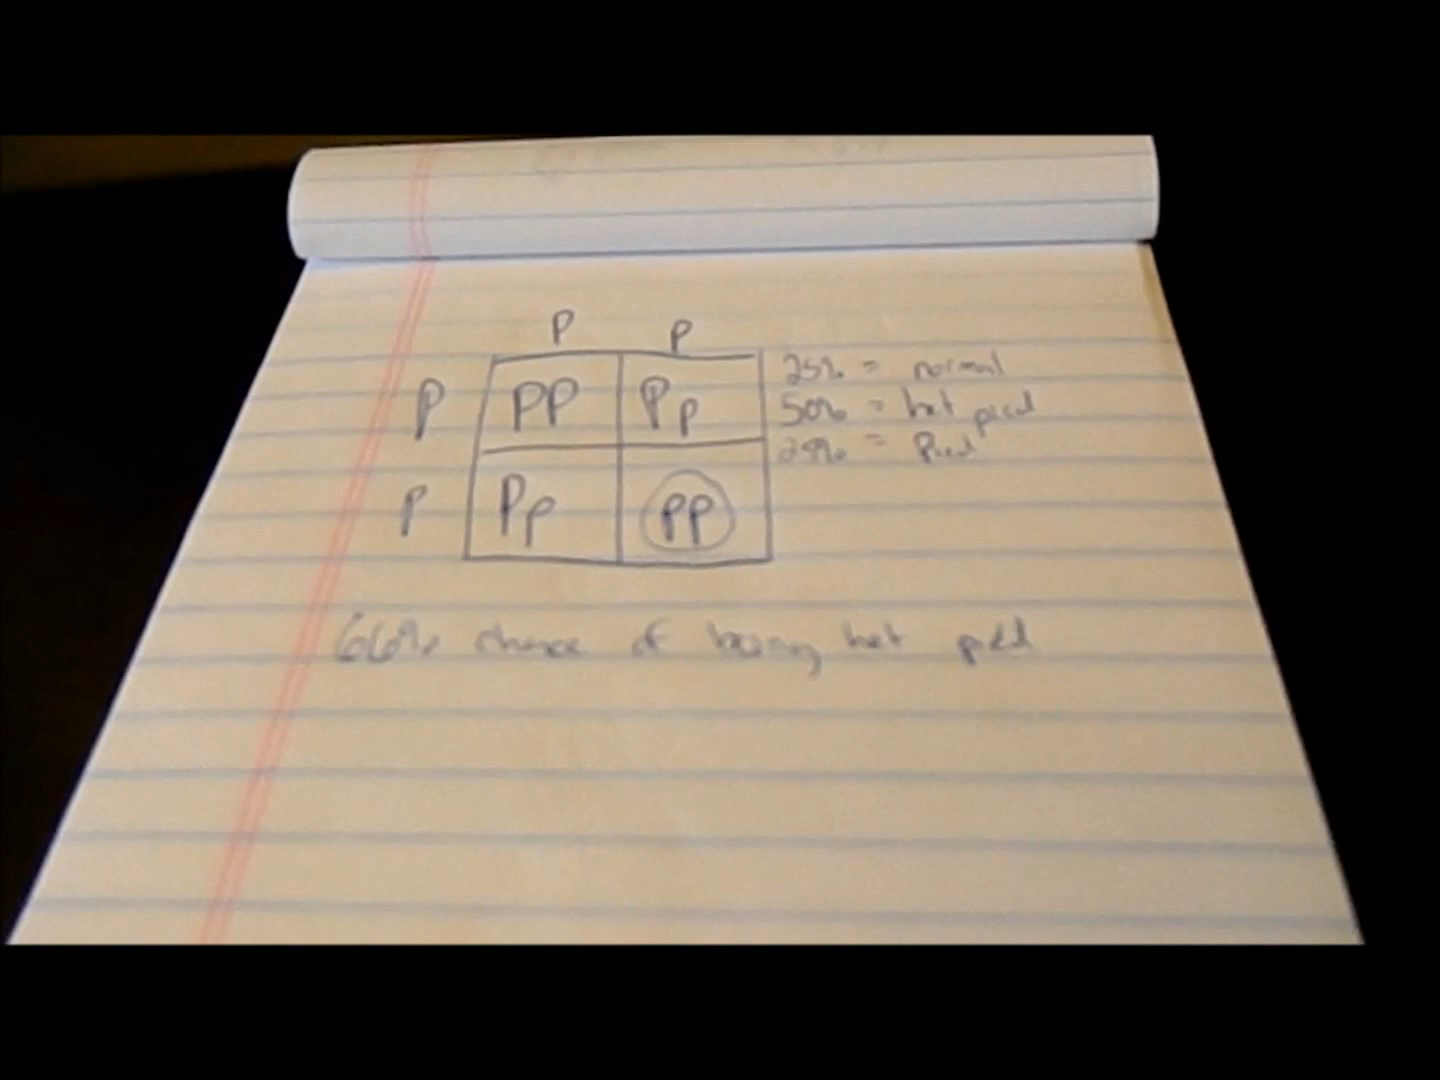 P p
P PP Pp
p Pp pp
25% = normal
50% = het pied
25% = Pied
66% chance of being het pied